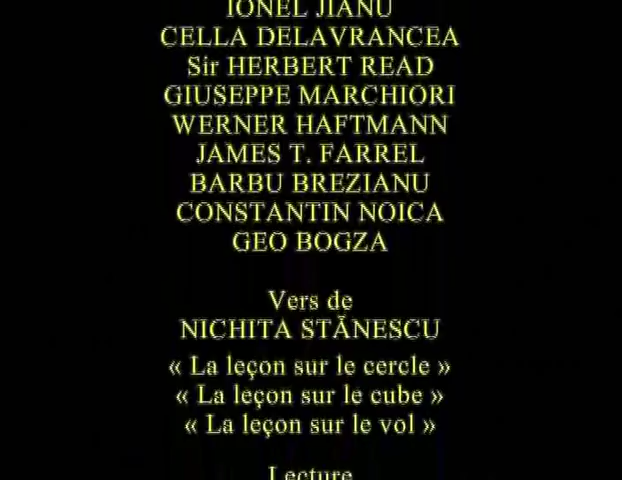 IONEL JIANU
CELLA DELAVRANCEA
Sir HERBERT READ
GIUSEPPE MARCHIORI
WERNER HAFTMANN
JAMES T. FARREL
BARBU BREZIANU
CONSTANTIN NOICA
GEO BOGZA
Vers de
NICHITA STĂNESCU
« La leçon sur le cercle »
« La leçon sur le cube »
« La leçon sur le vol »
Lecture